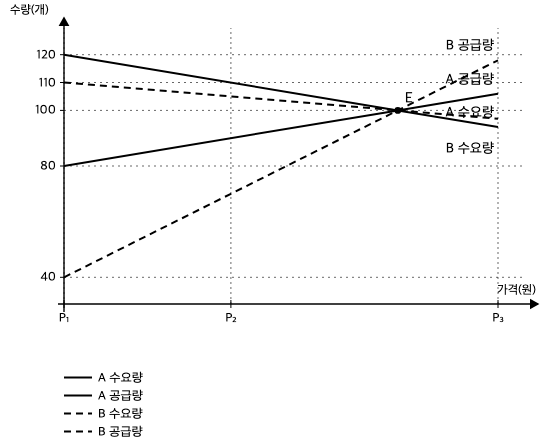 수량(개)
B 공급량
120
A 공급량
110
E
100
A 수요량
B 수요량
80
40
가격(원)
P₁
P₂
P₃
A 수요량
A 공급량
B 수요량
B 공급량